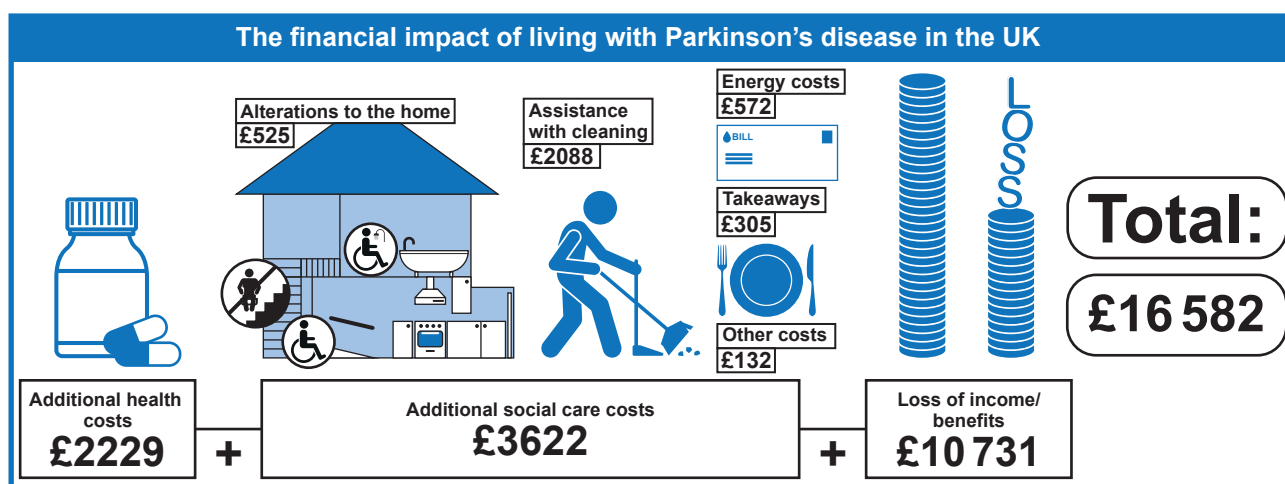 The financial impact of living with Parkinson's disease in the UK
Alterations to the home
£525
Assistance
with cleaning
£2088
Energy costs
£572
BILL
Takeaways
£305
Other costs
£132
LOSS
Total:
£16 582
Additional health
costs
£2229
+
Additional social care costs
£3622
+
Loss of income/
benefits
£10 731